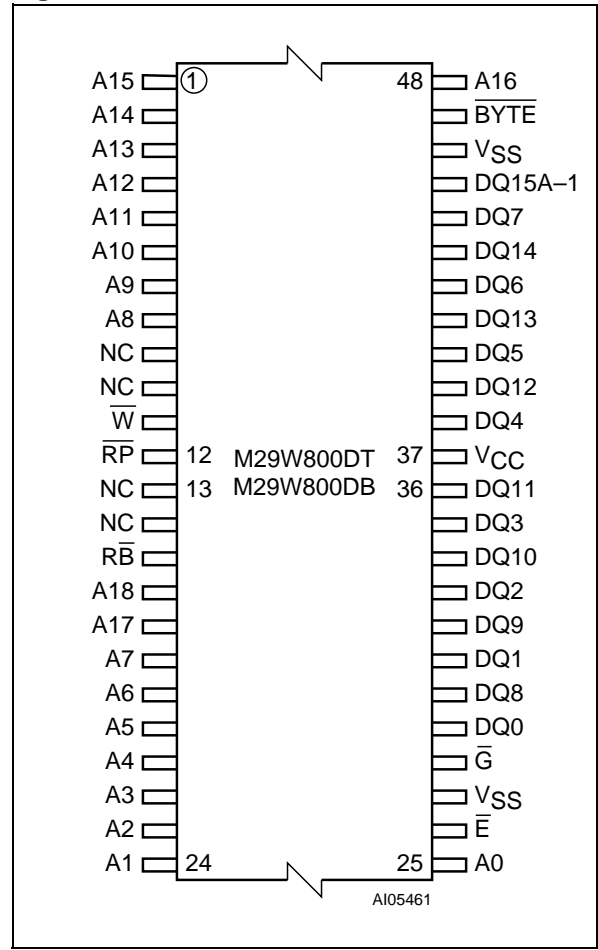 A15 ① 48 A16
A14 B̅Y̅T̅E̅
A13 VSS
A12 DQ15A–1
A11 DQ7
A10 DQ14
A9 DQ6
A8 DQ13
NC DQ5
NC DQ12
W̅ DQ4
R̅P̅ 12 M29W800DT 37 VCC
NC 13 M29W800DB 36 DQ11
NC DQ3
RB̅ DQ10
A18 DQ2
A17 DQ9
A7 DQ1
A6 DQ8
A5 DQ0
A4 G̅
A3 VSS
A2 E̅
A1 24 25 A0
AI05461